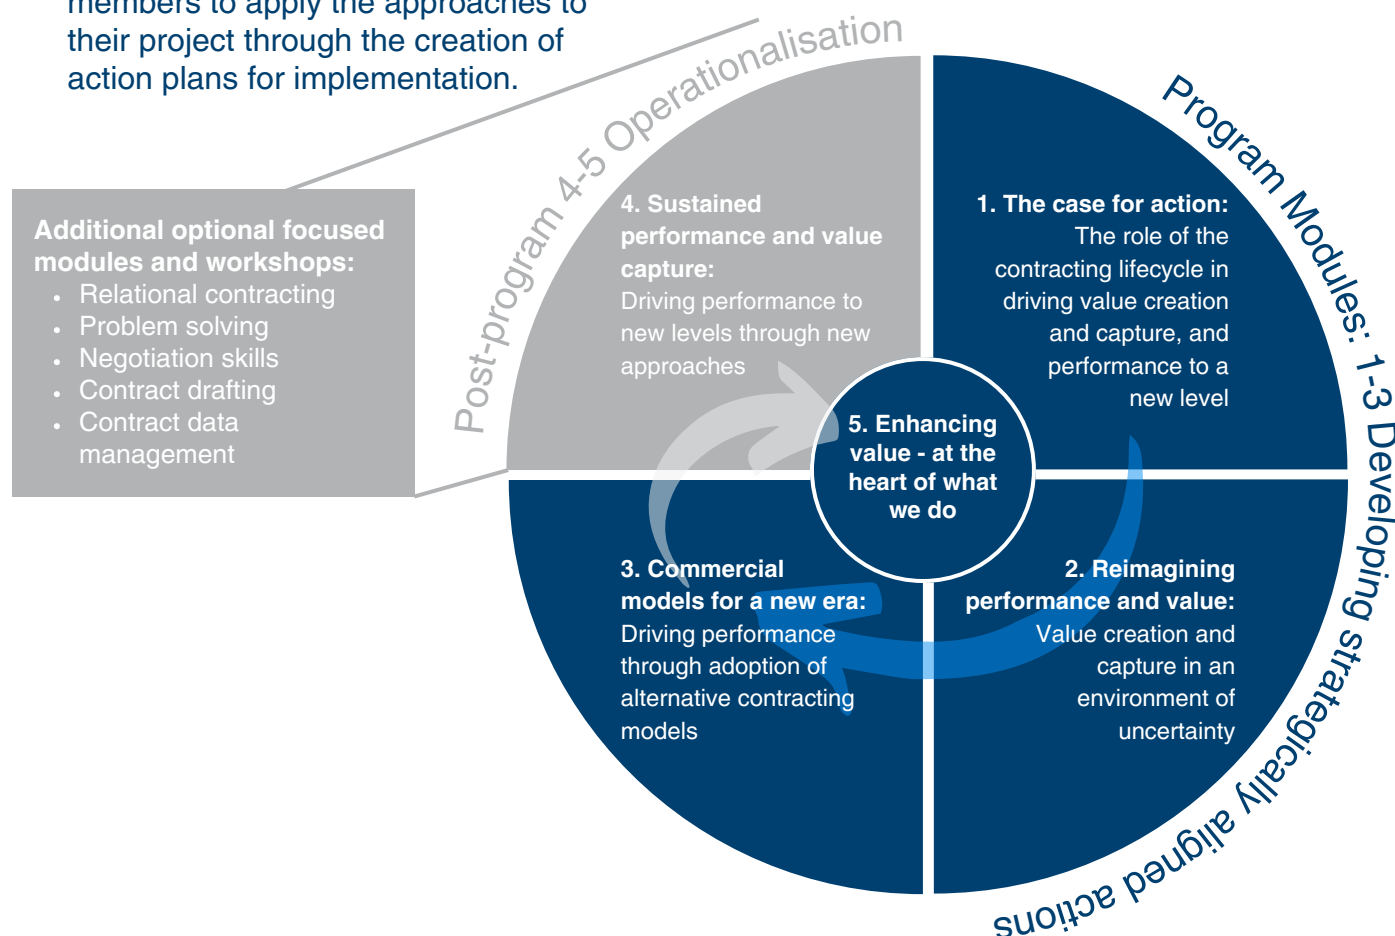 members to apply the approaches to
their project through the creation of
action plans for implementation.
Additional optional focused
modules and workshops:
• Relational contracting
• Problem solving
• Negotiation skills
• Contract drafting
• Contract data
management
Post-program 4-5 Operationalisation
4. Sustained
performance and value
capture:
Driving performance to
new levels through new
approaches
Program Modules: 1-3 Developing strategically aligned actions
1. The case for action:
The role of the
contracting lifecycle in
driving value creation
and capture, and
performance to a
new level
5. Enhancing
value - at the
heart of what
we do
3. Commercial
models for a new era:
Driving performance
through adoption of
alternative contracting
models
2. Reimagining
performance and value:
Value creation and
capture in an
environment of
uncertainty